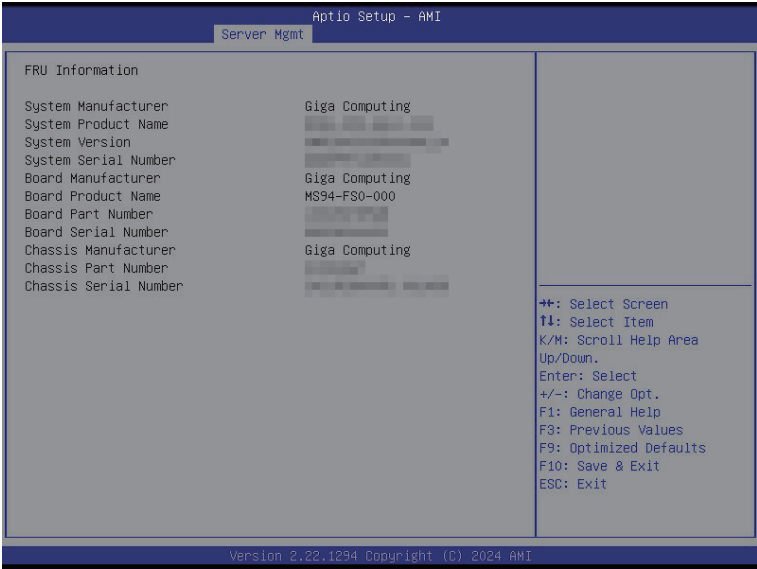 Aptio Setup – AMI
Server Mgmt
FRU Information
System Manufacturer Giga Computing
System Product Name
System Version
System Serial Number
Board Manufacturer Giga Computing
Board Product Name MS94-FS0-000
Board Part Number
Board Serial Number
Chassis Manufacturer Giga Computing
Chassis Part Number
Chassis Serial Number
→←: Select Screen
↑↓: Select Item
K/M: Scroll Help Area
Up/Down.
Enter: Select
+/-: Change Opt.
F1: General Help
F3: Previous Values
F9: Optimized Defaults
F10: Save & Exit
ESC: Exit
Version 2.22.1294 Copyright (C) 2024 AMI